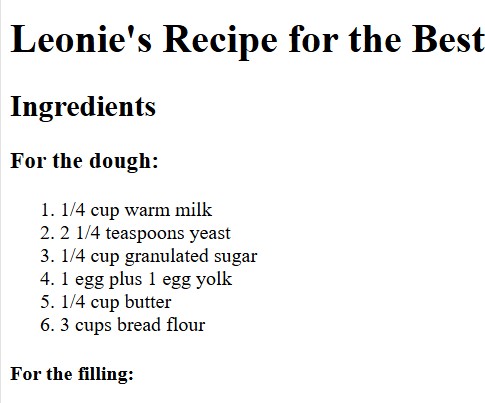 Leonie's Recipe for the Best
Ingredients
For the dough:
1. 1/4 cup warm milk
2. 2 1/4 teaspoons yeast
3. 1/4 cup granulated sugar
4. 1 egg plus 1 egg yolk
5. 1/4 cup butter
6. 3 cups bread flour
For the filling: